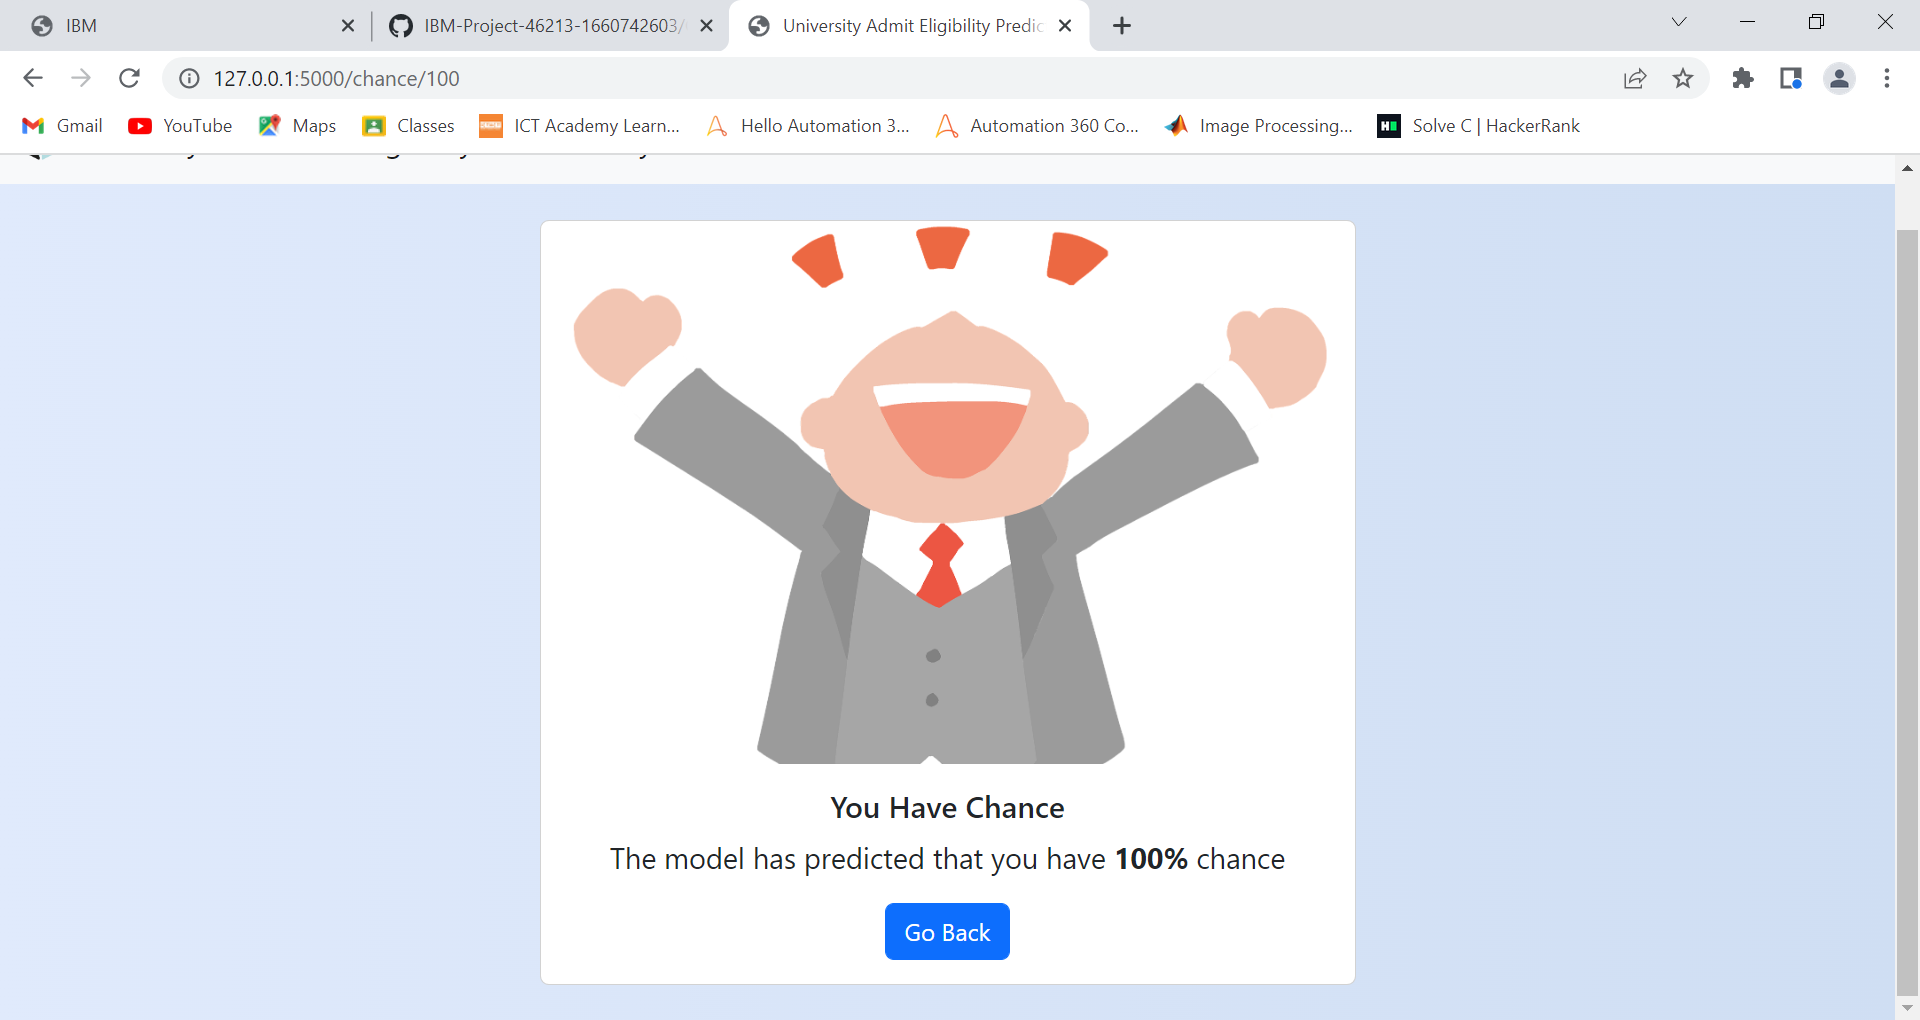 IBM
IBM-Project-46213-1660742603/
University Admit Eligibility Predic
127.0.0.1:5000/chance/100
Gmail
YouTube
Maps
Classes
ICT Academy Learn...
Hello Automation 3...
Automation 360 Co...
Image Processing...
Solve C | HackerRank
You Have Chance
The model has predicted that you have 100% chance
Go Back